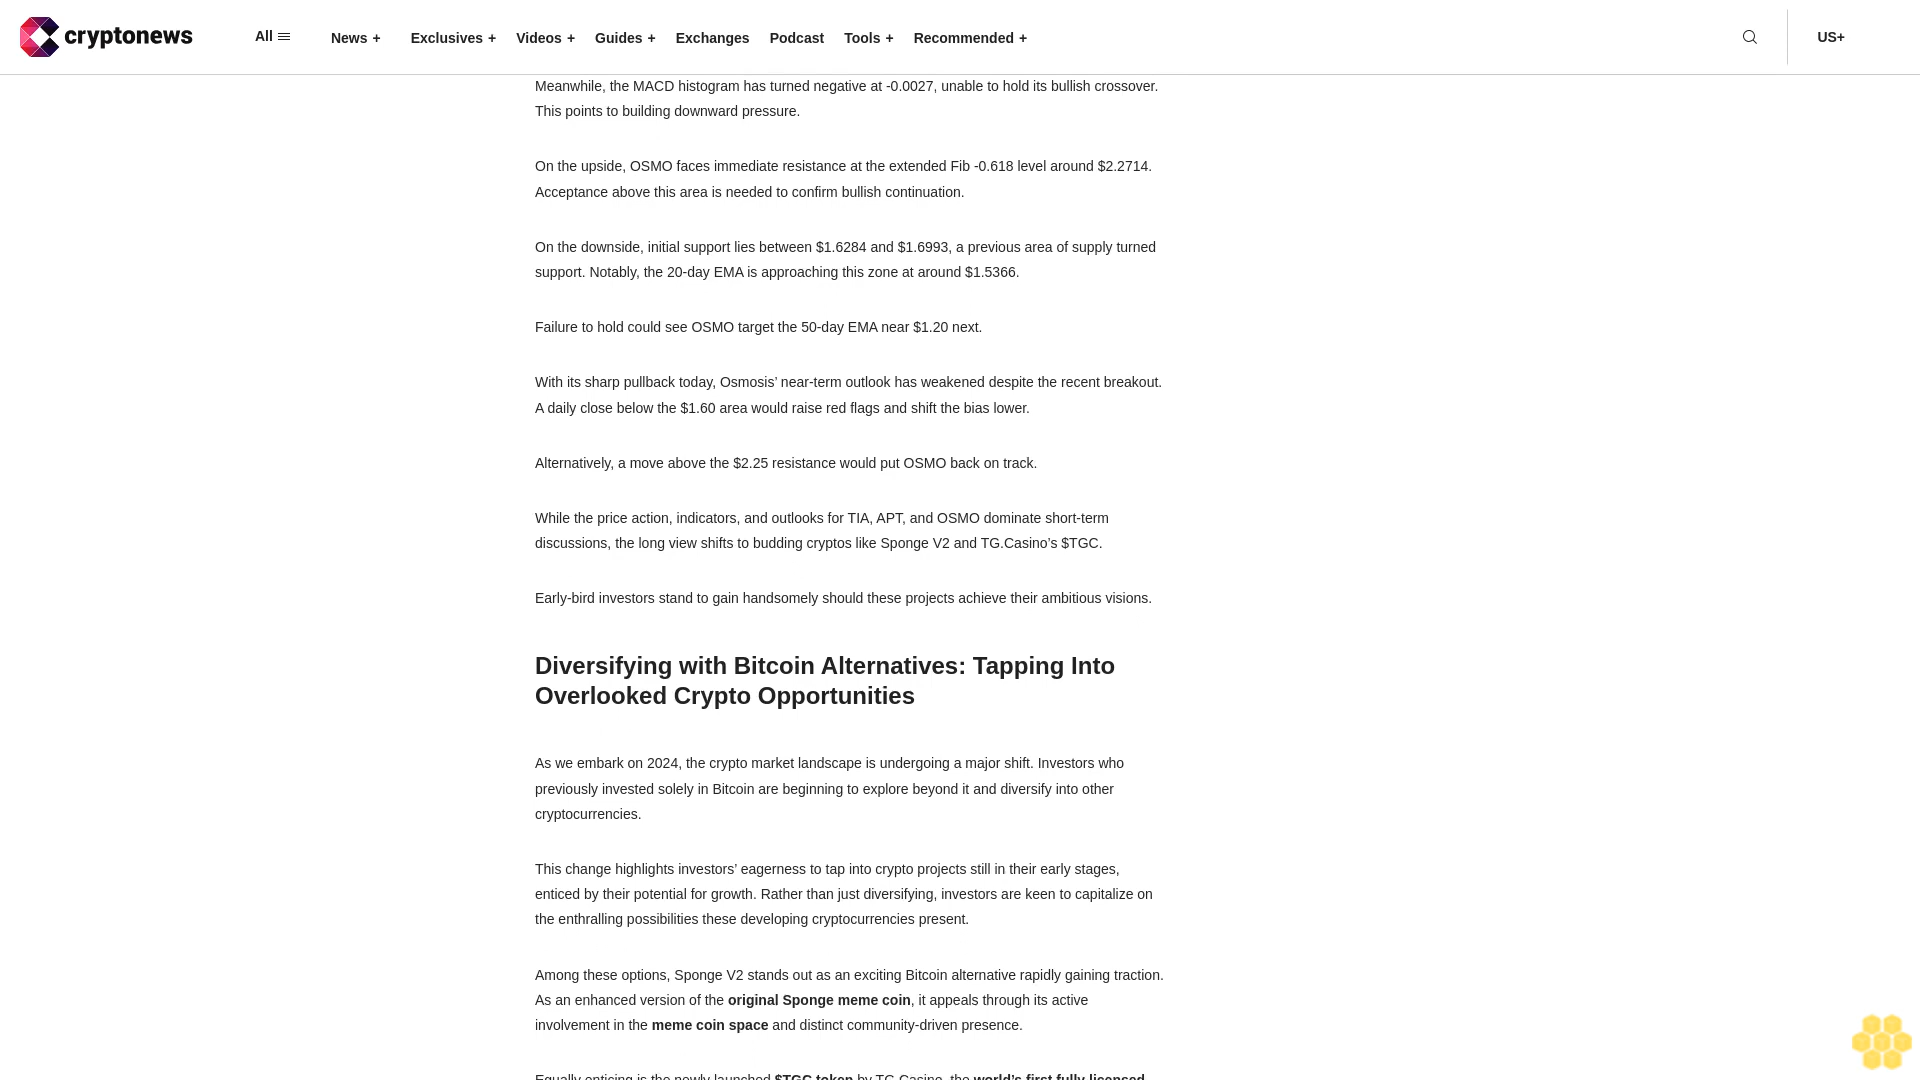 cryptonews
All
News +
Exclusives +
Videos +
Guides +
Exchanges
Podcast
Tools +
Recommended +
US+
Meanwhile, the MACD histogram has turned negative at -0.0027, unable to hold its bullish crossover.
This points to building downward pressure.
On the upside, OSMO faces immediate resistance at the extended Fib -0.618 level around $2.2714.
Acceptance above this area is needed to confirm bullish continuation.
On the downside, initial support lies between $1.6284 and $1.6993, a previous area of supply turned
support. Notably, the 20-day EMA is approaching this zone at around $1.5366.
Failure to hold could see OSMO target the 50-day EMA near $1.20 next.
With its sharp pullback today, Osmosis’ near-term outlook has weakened despite the recent breakout.
A daily close below the $1.60 area would raise red flags and shift the bias lower.
Alternatively, a move above the $2.25 resistance would put OSMO back on track.
While the price action, indicators, and outlooks for TIA, APT, and OSMO dominate short-term
discussions, the long view shifts to budding cryptos like Sponge V2 and TG.Casino’s $TGC.
Early-bird investors stand to gain handsomely should these projects achieve their ambitious visions.
Diversifying with Bitcoin Alternatives: Tapping Into
Overlooked Crypto Opportunities
As we embark on 2024, the crypto market landscape is undergoing a major shift. Investors who
previously invested solely in Bitcoin are beginning to explore beyond it and diversify into other
cryptocurrencies.
This change highlights investors’ eagerness to tap into crypto projects still in their early stages,
enticed by their potential for growth. Rather than just diversifying, investors are keen to capitalize on
the enthralling possibilities these developing cryptocurrencies present.
Among these options, Sponge V2 stands out as an exciting Bitcoin alternative rapidly gaining traction.
As an enhanced version of the original Sponge meme coin, it appeals through its active
involvement in the meme coin space and distinct community-driven presence.
Equally enticing is the newly launched $TGC token by TG.Casino, the world’s first fully licensed